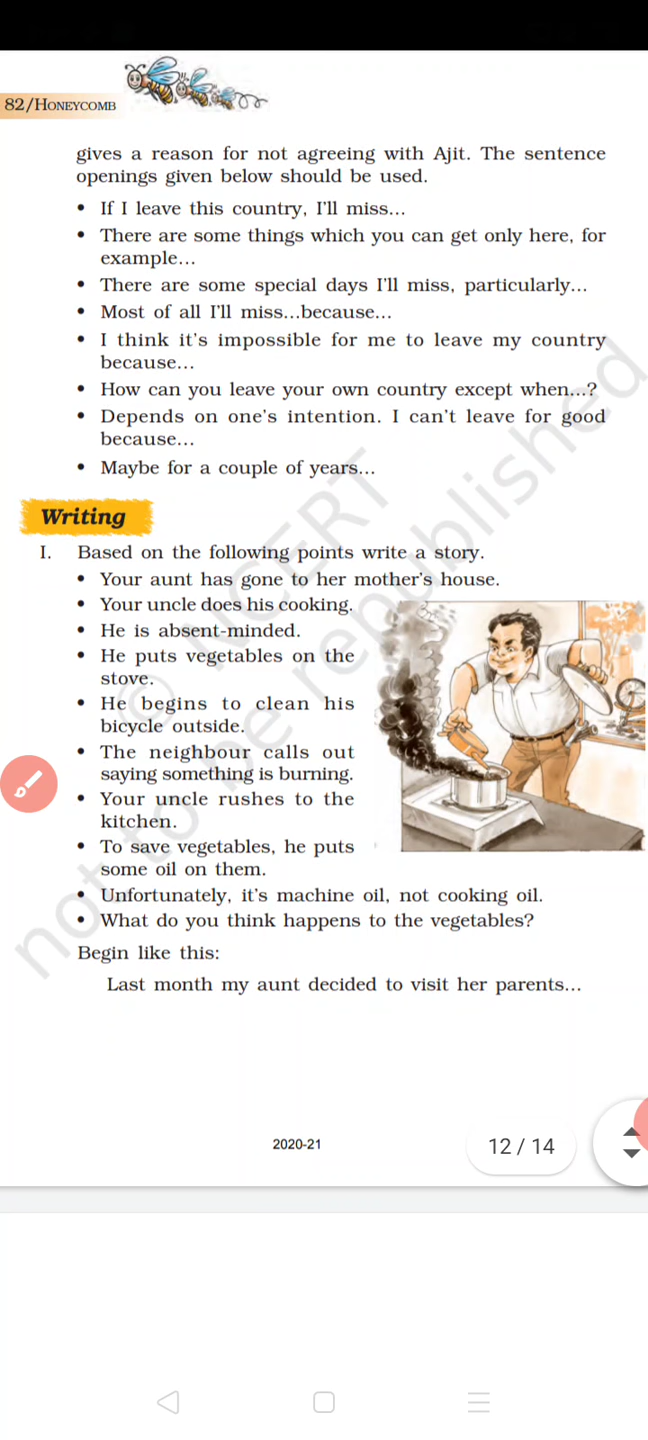 82/HONEYCOMB
gives a reason for not agreeing with Ajit. The sentence
openings given below should be used.
• If I leave this country, I'll miss...
• There are some things which you can get only here, for
example...
• There are some special days I'll miss, particularly...
• Most of all I'll miss...because...
• I think it's impossible for me to leave my country
because...
• How can you leave your own country except when...?
• Depends on one's intention. I can't leave for good
because...
• Maybe for a couple of years...
Writing
I. Based on the following points write a story.
• Your aunt has gone to her mother's house.
• Your uncle does his cooking.
• He is absent-minded.
• He puts vegetables on the
stove.
• He begins to clean his
bicycle outside.
• The neighbour calls out
saying something is burning.
• Your uncle rushes to the
kitchen.
• To save vegetables, he puts
some oil on them.
• Unfortunately, it's machine oil, not cooking oil.
• What do you think happens to the vegetables?
Begin like this:
Last month my aunt decided to visit her parents...
© NCERT
not to be republished
2020-21
12 / 14